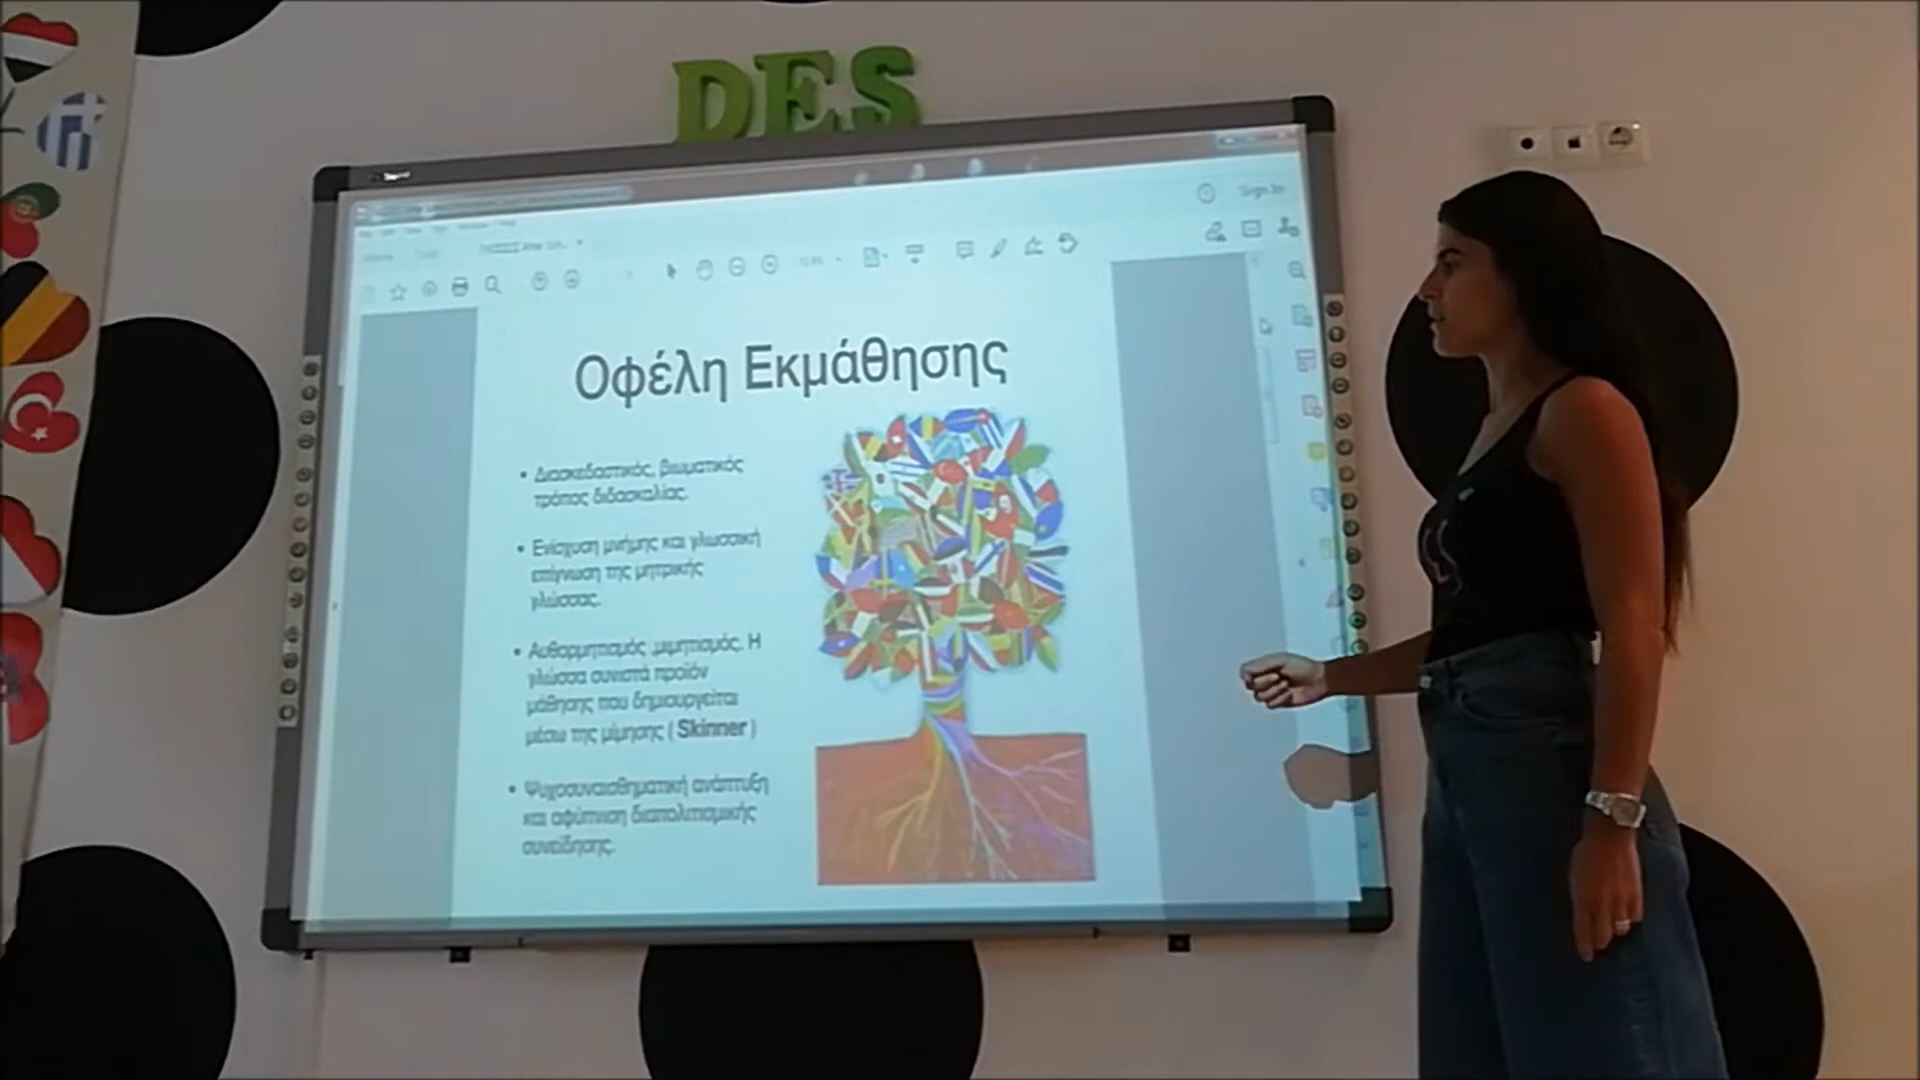 DES
Sign In
Οφέλη Εκμάθησης
• Διασκεδαστικός, βιωματικός
τρόπος διδασκαλίας.
• Ενίσχυση μνήμης και γλωσσική
επίγνωση της μητρικής
γλώσσας.
• Αυθορμητισμός ,μιμητισμός. Η
γλώσσα συνιστά προϊόν
μάθησης που δημιουργείται
μέσω της μίμησης ( Skinner )
• Ψυχοσυναισθηματική ανάπτυξη
και αφύπνιση διαπολιτισμικής
συνείδησης.